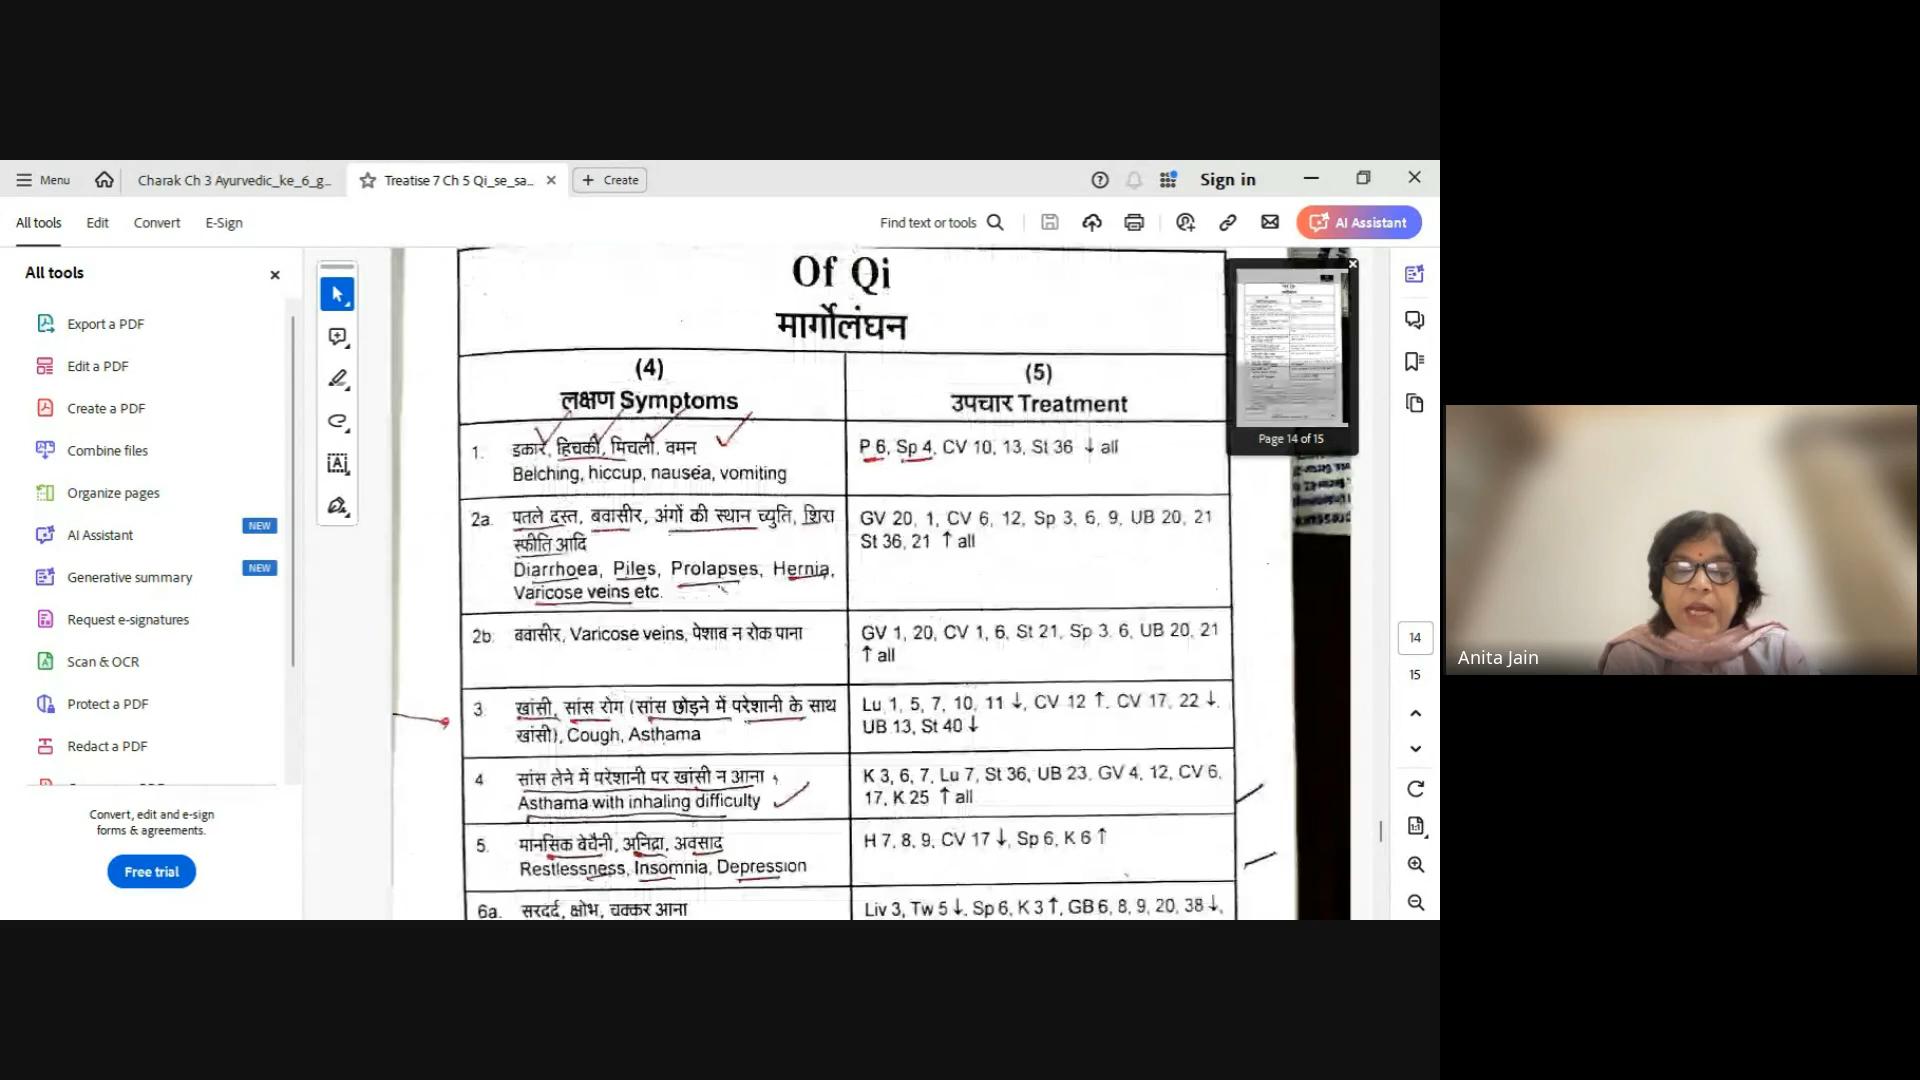 Menu
Charak Ch 3 Ayurvedic_ke_6_g...
Treatise 7 Ch 5 Qi_se_sa...
Create
Sign in
All tools
Edit
Convert
E-Sign
Find text or tools
AI Assistant
All tools
Export a PDF
Edit a PDF
Create a PDF
Combine files
Organize pages
AI Assistant NEW
Generative summary NEW
Request e-signatures
Scan & OCR
Protect a PDF
Redact a PDF
Convert, edit and e-sign
forms & agreements.
Free trial
Of Qi
मार्गोलंघन
(4)
लक्षण Symptoms
(5)
उपचार Treatment
1. डकार, हिचकी, मिचली, वमन
Belching, hiccup, nausea, vomiting
P 6, Sp 4, CV 10, 13, St 36 ↓ all
2a. पतले दस्त, बवासीर, अंगों की स्थान च्युति, शिरा
स्फीति आदि
Diarrhoea, Piles, Prolapses, Hernia,
Varicose veins etc.
GV 20, 1, CV 6, 12, Sp 3, 6, 9, UB 20, 21
St 36, 21 ↑ all
2b. बवासीर, Varicose veins, पेशाब न रोक पाना
GV 1, 20, CV 1, 6, St 21, Sp 3. 6, UB 20, 21
↑ all
3. खांसी, सांस रोग (सांस छोड़ने में परेशानी के साथ
खांसी), Cough, Asthama
Lu 1, 5, 7, 10, 11 ↓, CV 12 ↑, CV 17, 22 ↓,
UB 13, St 40 ↓
4 सांस लेने में परेशानी पर खांसी न आना,
Asthama with inhaling difficulty
K 3, 6, 7, Lu 7, St 36, UB 23, GV 4, 12, CV 6,
17, K 25 ↑ all
5. मानसिक बेचैनी, अनिद्रा, अवसाद
Restlessness, Insomnia, Depression
H 7, 8, 9, CV 17 ↓, Sp 6, K 6 ↑
6a. सरदर्द, क्षोभ, चक्कर आना
Liv 3, Tw 5 ↓, Sp 6, K 3 ↑, GB 6, 8, 9, 20, 38 ↓,
Page 14 of 15
14
15
Anita Jain